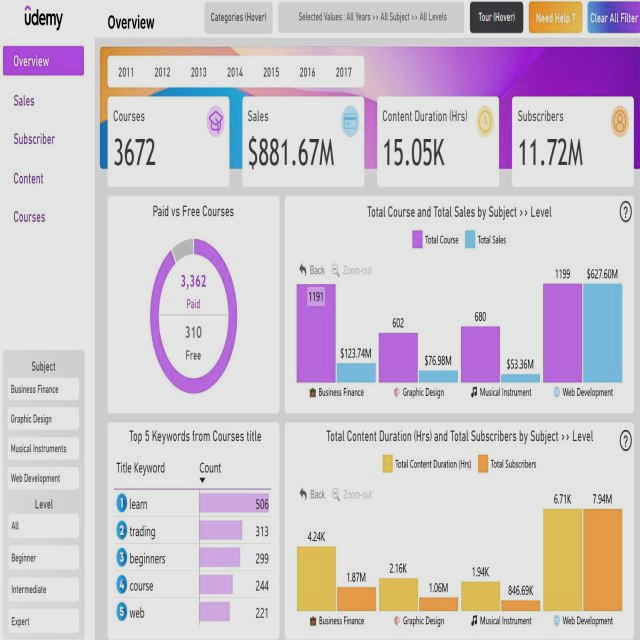 ûdemy
Overview
Categories (Hover)
Selected Values : All Years >> All Subject >> All Levels
Tour (Hover)
Need Help ?
Clear All Filter
Overview
Sales
Subscriber
Content
Courses
2011 2012 2013 2014 2015 2016 2017
Courses
3672
Sales
$881.67M
Content Duration (Hrs)
15.05K
Subscribers
11.72M
Paid vs Free Courses
3,362
Paid
310
Free
Total Course and Total Sales by Subject >> Level
?
Total Course Total Sales
Back Zoom-out
1191 $123.74M 602 $76.98M 680 $53.36M 1199 $627.60M
Business Finance Graphic Design Musical Instrument Web Development
Subject
Business Finance
Graphic Design
Musical Instruments
Web Development
Level
All
Beginner
Intermediate
Expert
Top 5 Keywords from Courses title
Title Keyword Count
1 learn 506
2 trading 313
3 beginners 299
4 course 244
5 web 221
Total Content Duration (Hrs) and Total Subscribers by Subject >> Level
?
Total Content Duration (Hrs) Total Subscribers
Back Zoom-out
4.24K 1.87M 2.16K 1.06M 1.94K 846.69K 6.71K 7.94M
Business Finance Graphic Design Musical Instrument Web Development